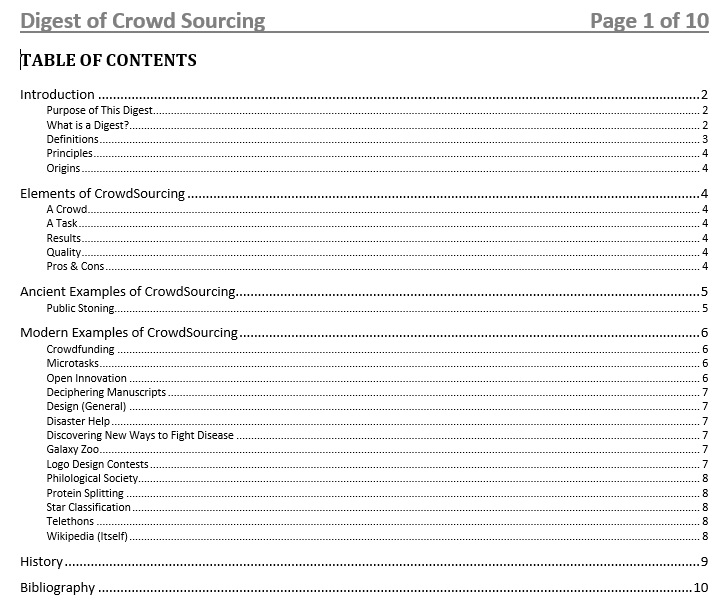 Digest of Crowd Sourcing Page 1 of 10
TABLE OF CONTENTS
Introduction 2
Purpose of This Digest 2
What is a Digest? 2
Definitions 3
Principles 4
Origins 4
Elements of CrowdSourcing 4
A Crowd 4
A Task 4
Results 4
Quality 4
Pros & Cons 4
Ancient Examples of CrowdSourcing 5
Public Stoning 5
Modern Examples of CrowdSourcing 6
Crowdfunding 6
Microtasks 6
Open Innovation 6
Deciphering Manuscripts 7
Design (General) 7
Disaster Help 7
Discovering New Ways to Fight Disease 7
Galaxy Zoo 7
Logo Design Contests 7
Philological Society 8
Protein Splitting 8
Star Classification 8
Telethons 8
Wikipedia (Itself) 8
History 9
Bibliography 10